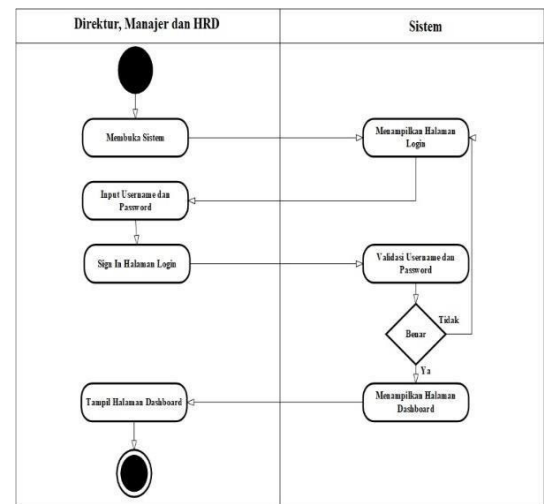 Direktur, Manajer dan HRD
Sistem
Membuka Sistem
Menampilkan Halaman
Login
Input Username dan
Password
Sign In Halaman Login
Validasi Username dan
Password
Benar
Tidak
Ya
Tampil Halaman Dashboard
Menampilkan Halaman
Dashboard